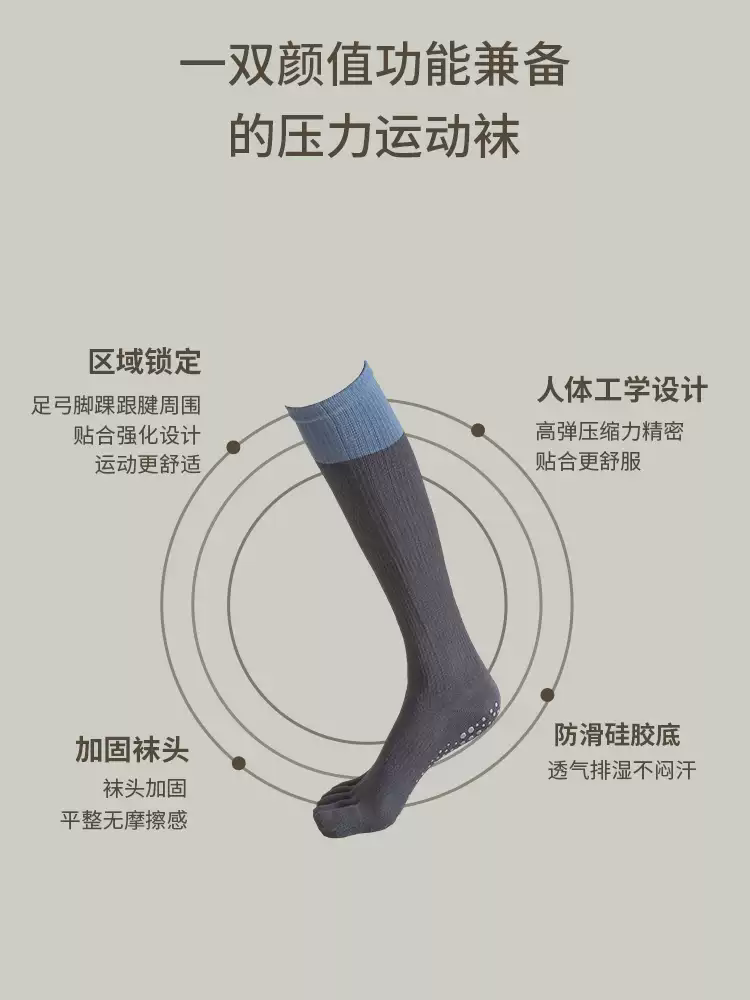 一双颜值功能兼备
的压力运动袜
区域锁定
足弓脚踝跟腱周围
贴合强化设计
运动更舒适
人体工学设计
高弹压缩力精密
贴合更舒服
加固袜头
袜头加固
平整无摩擦感
防滑硅胶底
透气排湿不闷汗